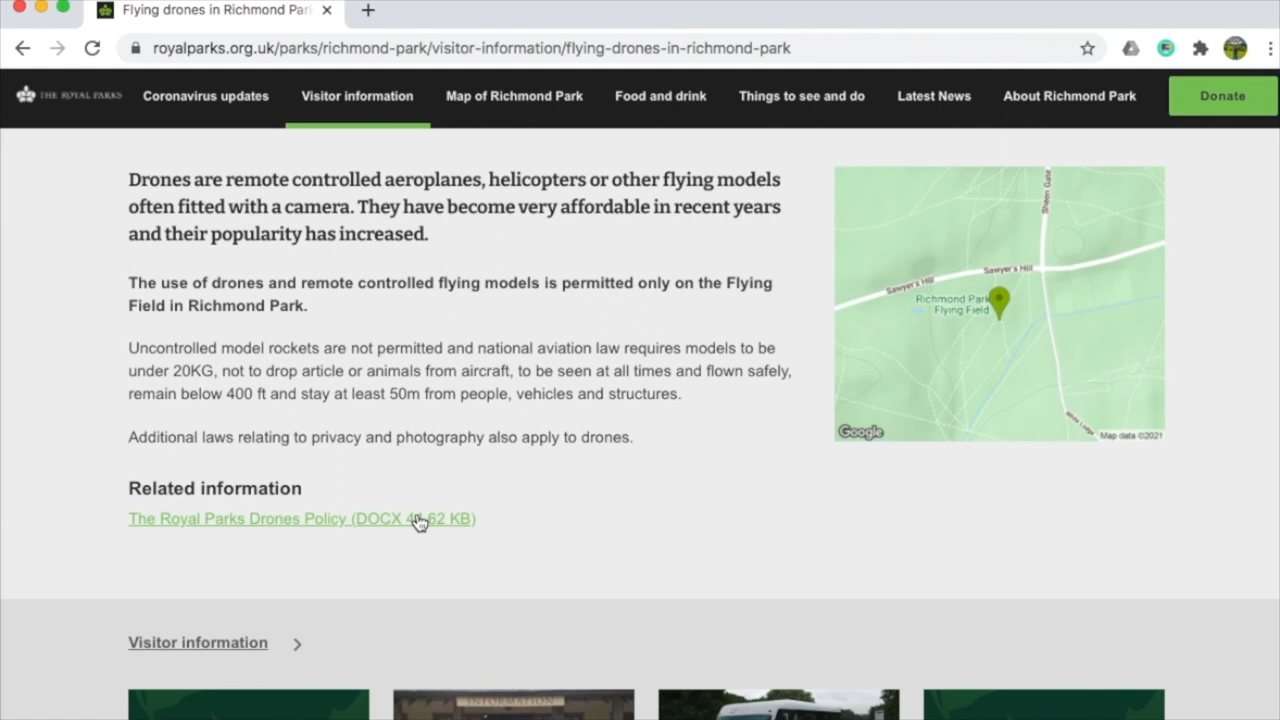 Flying drones in Richmond Par
royalparks.org.uk/parks/richmond-park/visitor-information/flying-drones-in-richmond-park
THE ROYAL PARKS
Coronavirus updates
Visitor information
Map of Richmond Park
Food and drink
Things to see and do
Latest News
About Richmond Park
Donate
Drones are remote controlled aeroplanes, helicopters or other flying models
often fitted with a camera. They have become very affordable in recent years
and their popularity has increased.
The use of drones and remote controlled flying models is permitted only on the Flying
Field in Richmond Park.
Uncontrolled model rockets are not permitted and national aviation law requires models to be
under 20KG, not to drop article or animals from aircraft, to be seen at all times and flown safely,
remain below 400 ft and stay at least 50m from people, vehicles and structures.
Additional laws relating to privacy and photography also apply to drones.
Related information
The Royal Parks Drones Policy (DOCX 62 KB)
Sheen Gate
Sawyer's Hill
Sawyer's Hill
Richmond Park
Flying Field
White Lodge
Google
Map data ©2021
Visitor information
INFORMATION